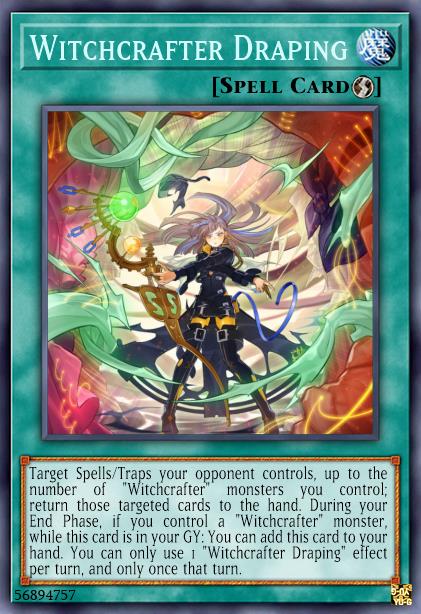 Witchcrafter Draping 魔
[Spell Card]
Target Spells/Traps your opponent controls, up to the
number of "Witchcrafter" monsters you control;
return those targeted cards to the hand. During your
End Phase, if you control a "Witchcrafter" monster,
while this card is in your GY: You can add this card to your
hand. You can only use 1 "Witchcrafter Draping" effect
per turn, and only once that turn.
56894757